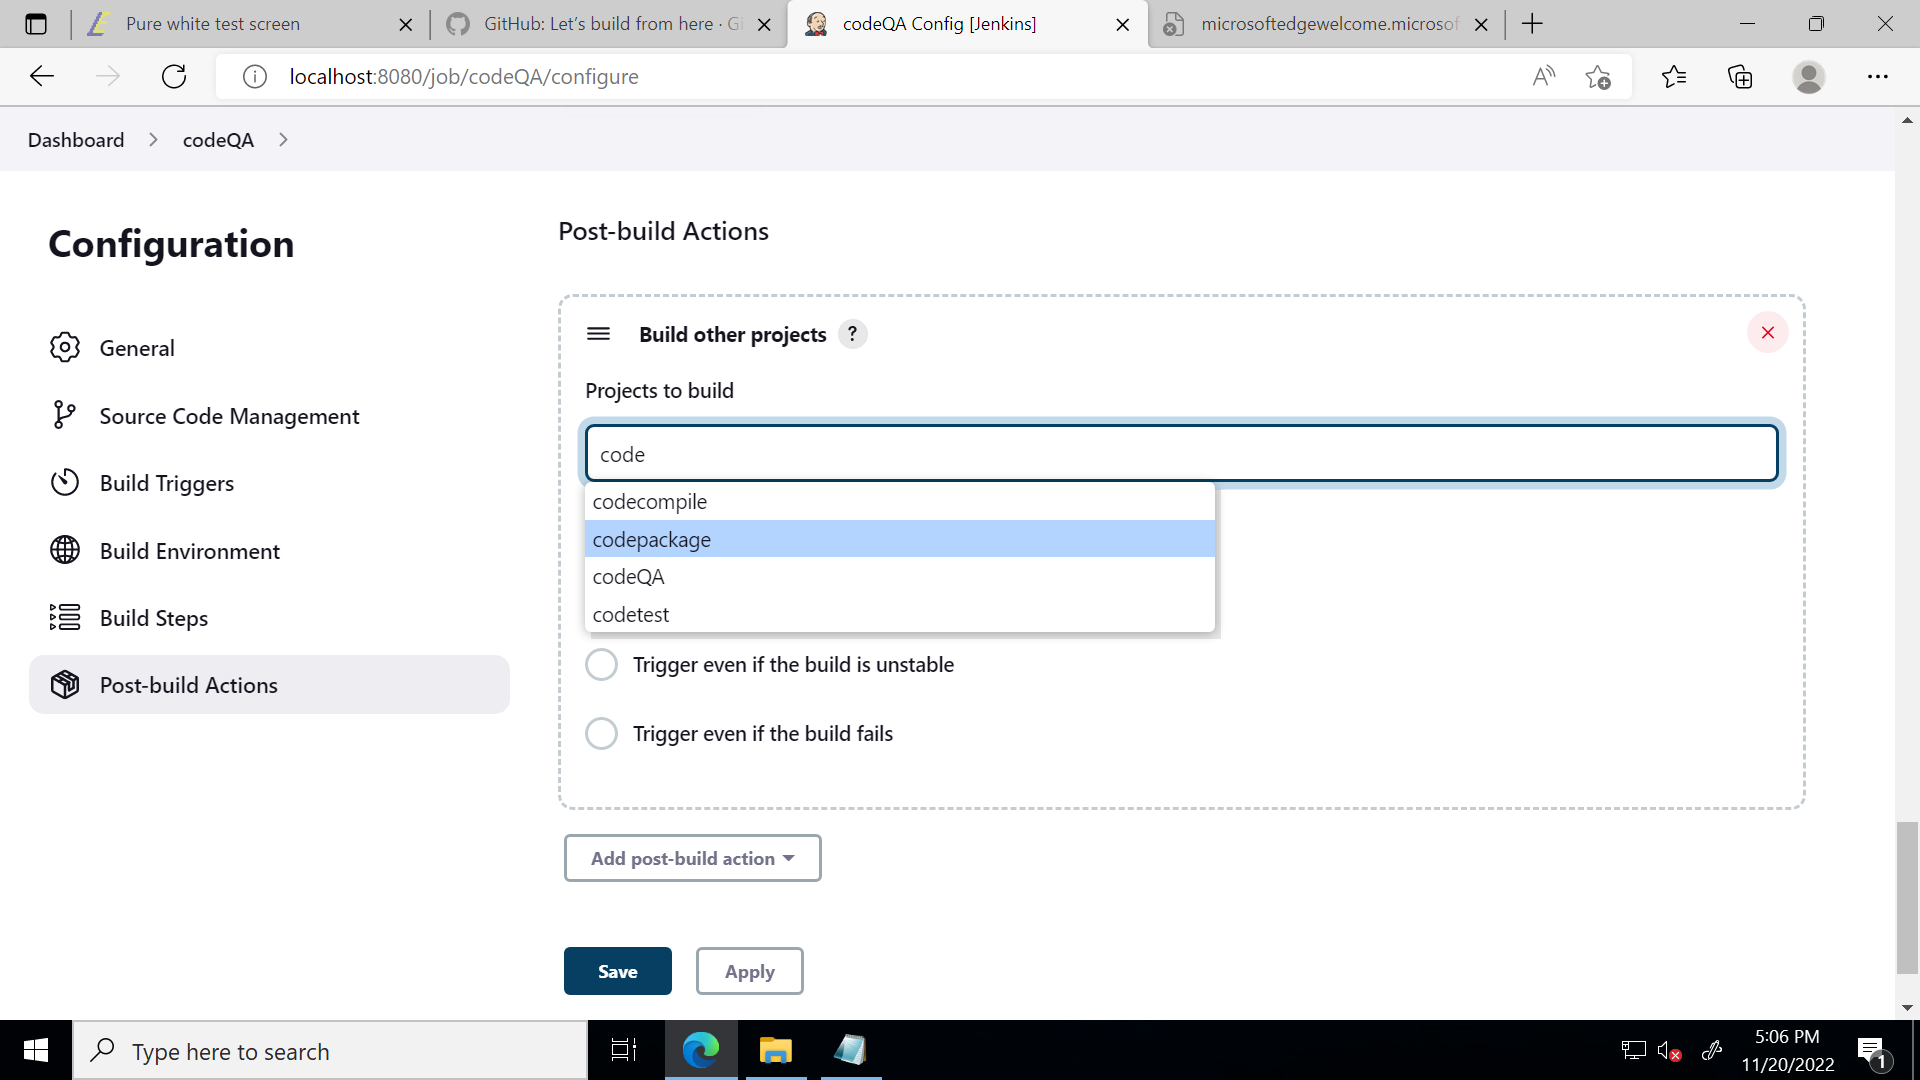 Pure white test screen
GitHub: Let's build from here · Gi
codeQA Config [Jenkins]
microsoftedgewelcome.microsof
localhost:8080/job/codeQA/configure
Dashboard
codeQA
Configuration
General
Source Code Management
Build Triggers
Build Environment
Build Steps
Post-build Actions
Post-build Actions
Build other projects ?
Projects to build
code
codecompile
codepackage
codeQA
codetest
Trigger even if the build is unstable
Trigger even if the build fails
Add post-build action
Save
Apply
Type here to search
5:06 PM
11/20/2022
1